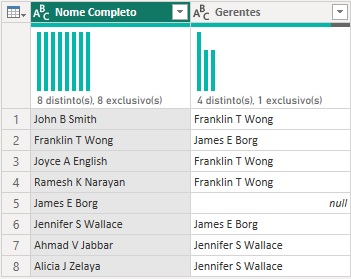 ABC Nome Completo ABC Gerentes
8 distinto(s), 8 exclusivo(s) 4 distinto(s), 1 exclusivo(s)
1 John B Smith Franklin T Wong
2 Franklin T Wong James E Borg
3 Joyce A English Franklin T Wong
4 Ramesh K Narayan Franklin T Wong
5 James E Borg null
6 Jennifer S Wallace James E Borg
7 Ahmad V Jabbar Jennifer S Wallace
8 Alicia J Zelaya Jennifer S Wallace